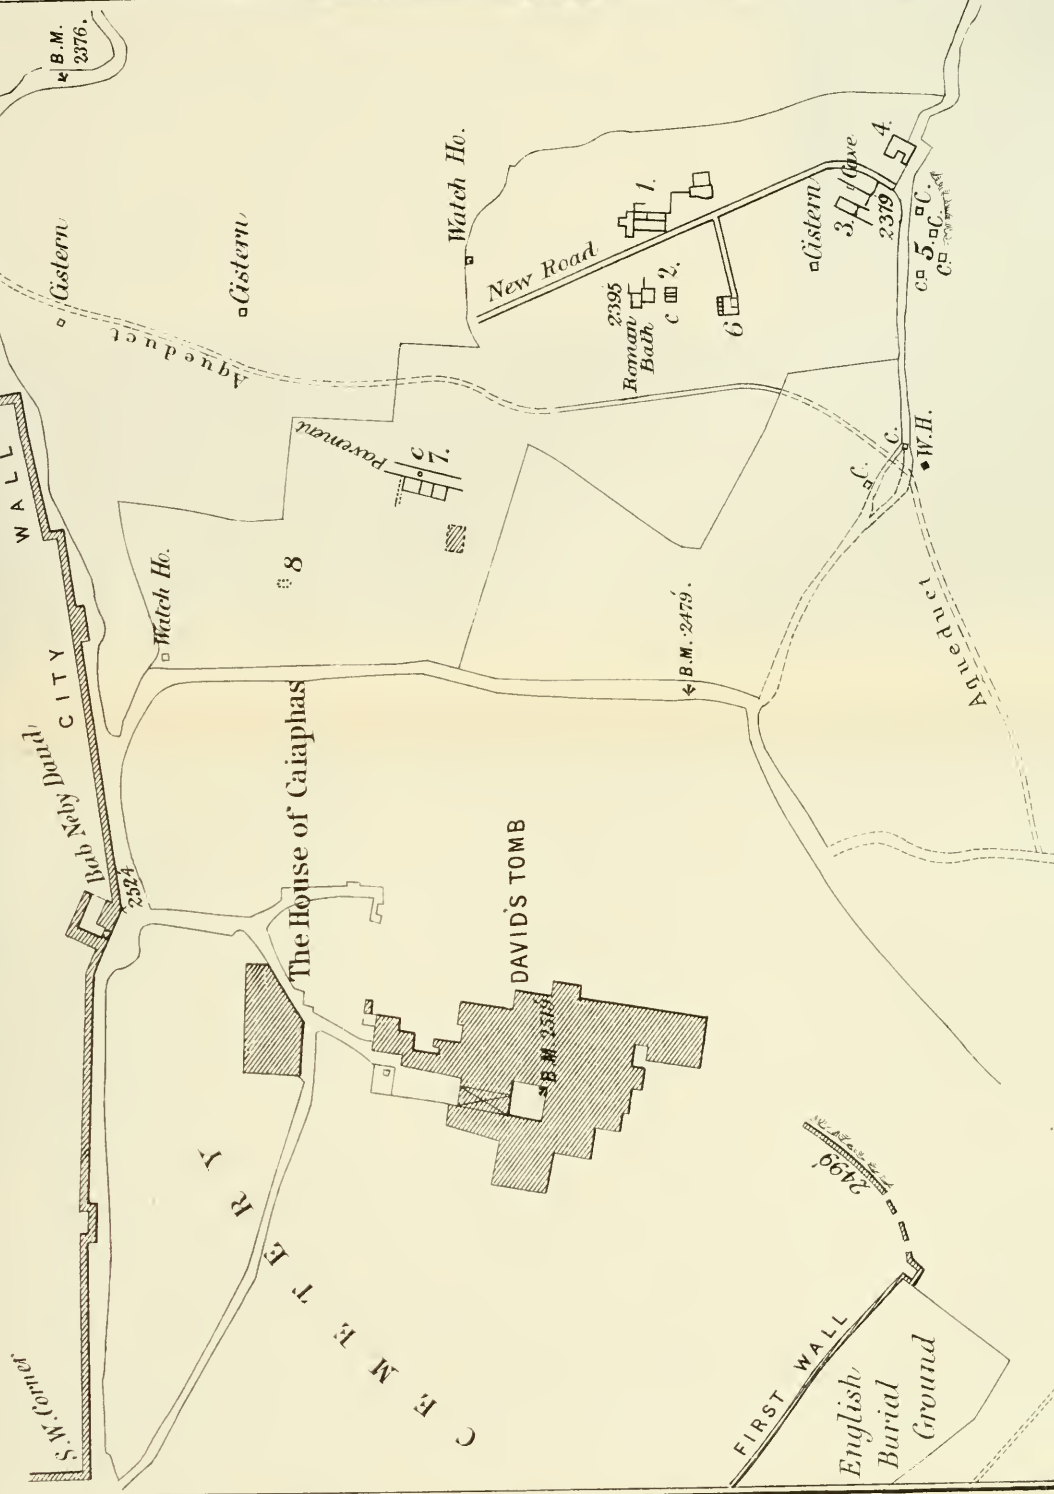 B.M.
2376.
Cistern
Cistern
Aqueduct
WALL
CITY
Watch Ho.
New Road
1.
2395
Roman
Bath
c
2.
6
Cistern
3.
Cave
4.
2379
5.
C.
C.
C.
C.
Pavement
c
7.
8
Watch Ho.
C.
C.
W.H.
Aqueduct
B.M. 2479.
Bab Neby Daud
2524
The House of Caiaphas
DAVID'S TOMB
B.M. 2519
S.W. Corner
CEMETERY
2499
FIRST WALL
English
Burial
Ground